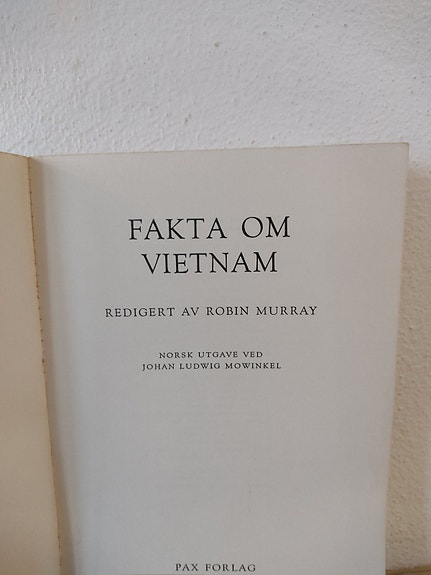 FAKTA OM
VIETNAM
REDIGERT AV ROBIN MURRAY
NORSK UTGAVE VED
JOHAN LUDWIG MOWINKEL
PAX FORLAG